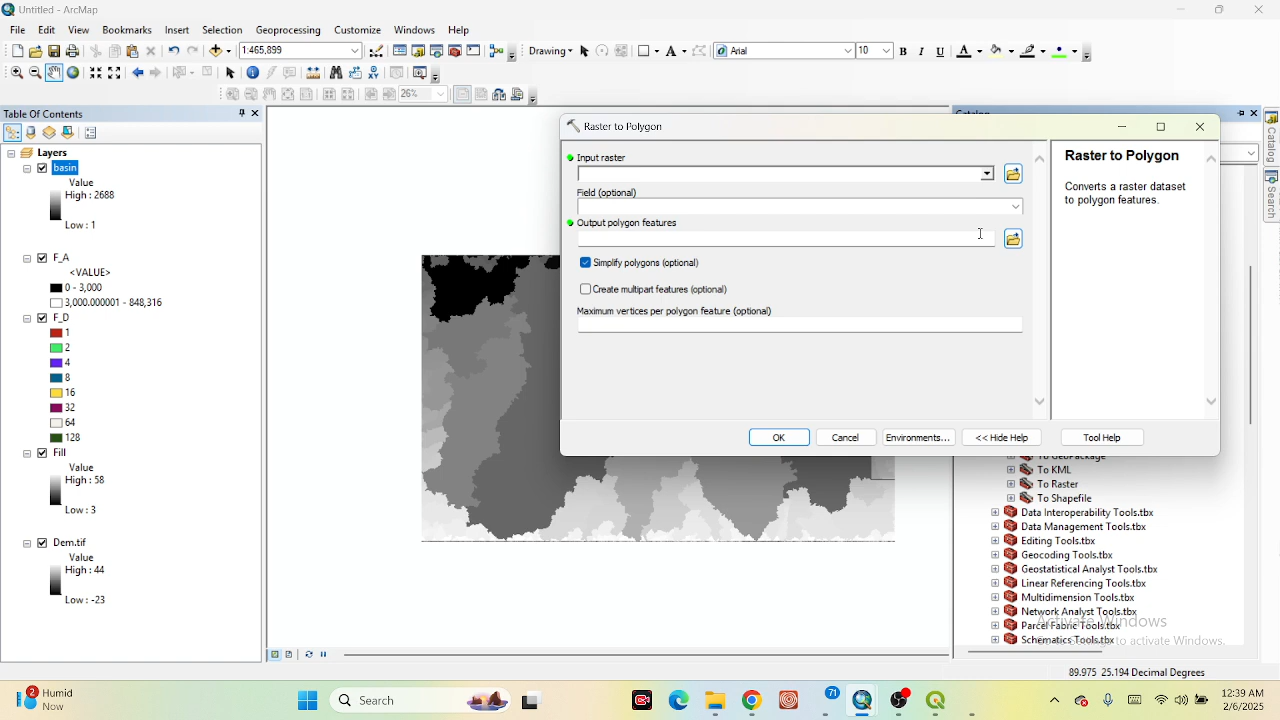 Untitled - ArcMap
File Edit View Bookmarks Insert Selection Geoprocessing Customize Windows Help
1:465,899 Drawing Arial 10 B I U A
26%
Table Of Contents
Layers
basin
Value
High : 2688
Low : 1
F_A
<VALUE>
0 - 3,000
3,000.000001 - 848,316
F_D
1
2
4
8
16
32
64
128
Fill
Value
High : 58
Low : 3
Dem.tif
Value
High : 44
Low : -23
Raster to Polygon
Input raster
Field (optional)
Output polygon features
Simplify polygons (optional)
Create multipart features (optional)
Maximum vertices per polygon feature (optional)
OK Cancel Environments... << Hide Help Tool Help
Raster to Polygon
Converts a raster dataset
to polygon features.
Catalog
Search
To KML
To Raster
To Shapefile
Data Interoperability Tools.tbx
Data Management Tools.tbx
Editing Tools.tbx
Geocoding Tools.tbx
Geostatistical Analyst Tools.tbx
Linear Referencing Tools.tbx
Multidimension Tools.tbx
Network Analyst Tools.tbx
Parcel Fabric Tools.tbx
Schematics Tools.tbx
Activate Windows
to activate Windows.
89.975 25.194 Decimal Degrees
2
Humid
Now
Search
71
12:39 AM
2/6/2025